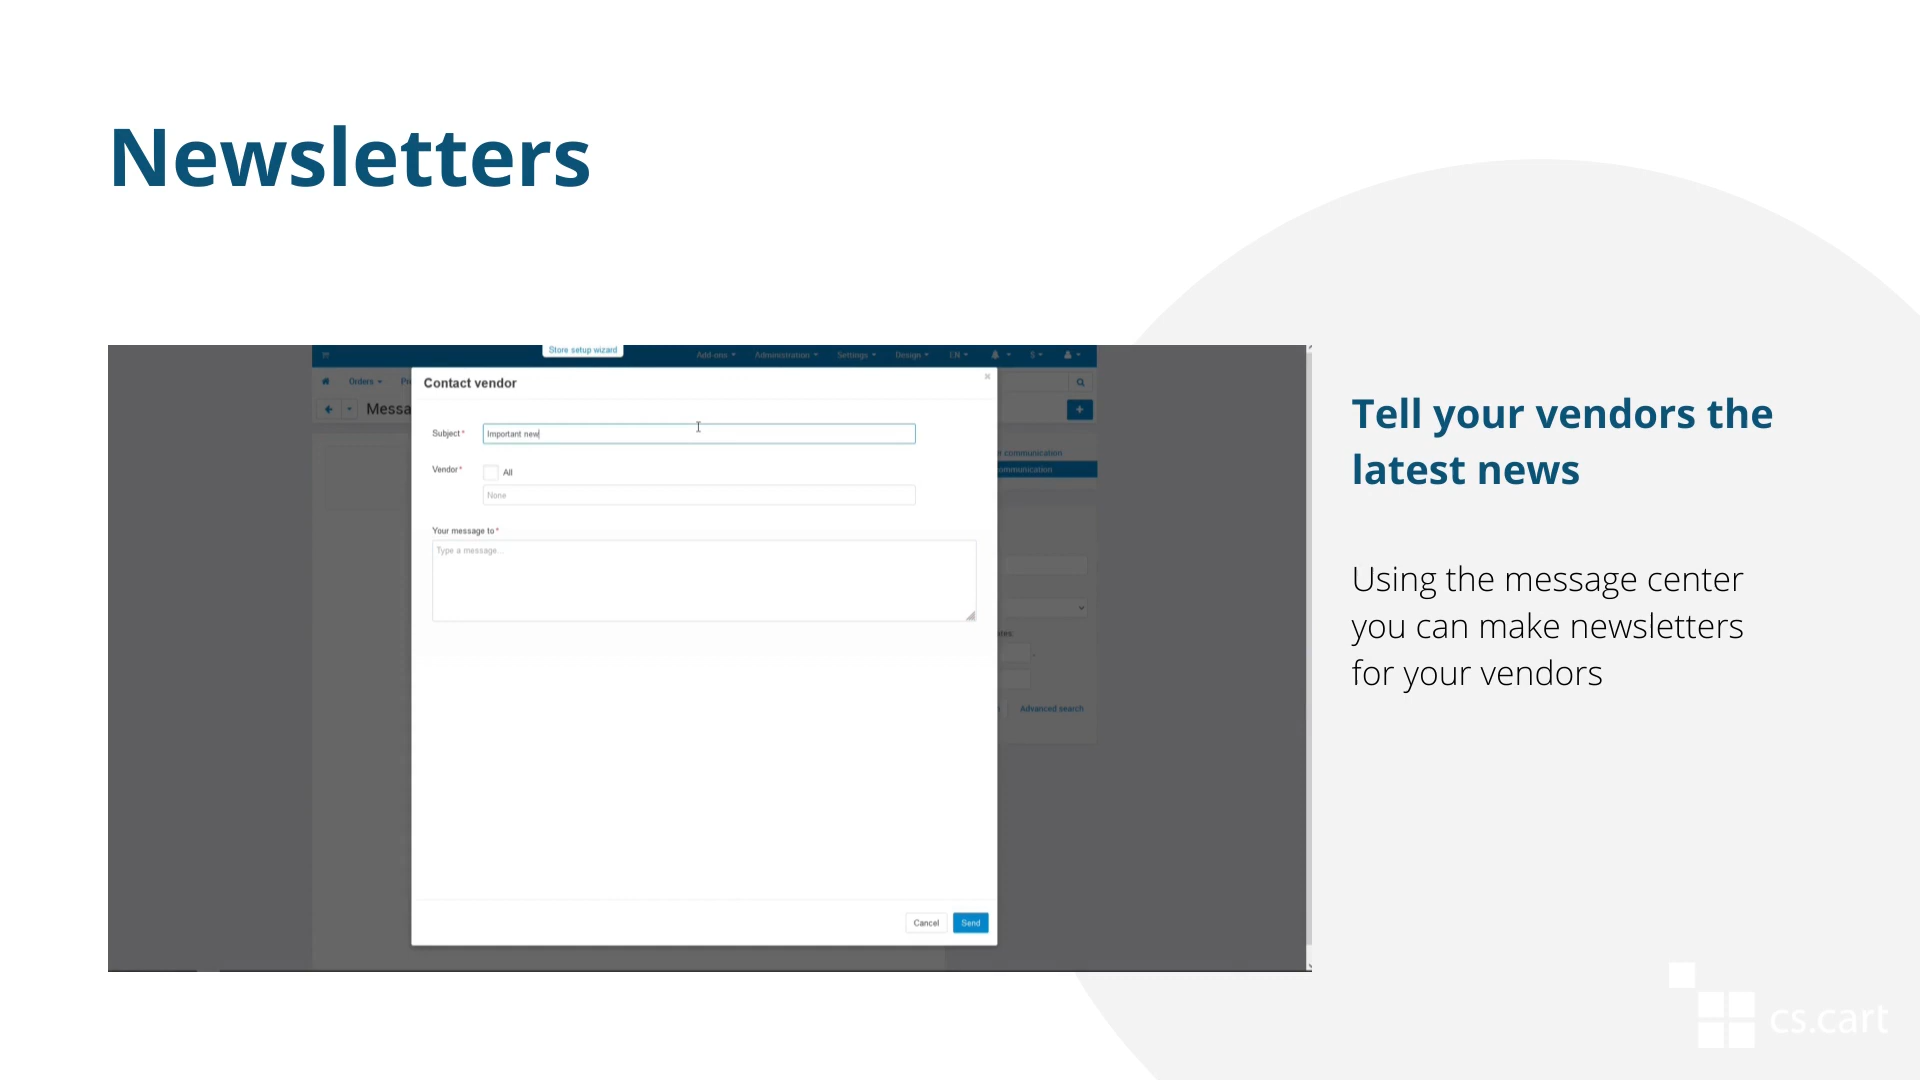 Newsletters
Store setup wizard
Add-ons Administration Settings Design EN $
Orders
Contact vendor
Messa
Subject*
Important new
communication
communication
Vendor*
All
None
Your message to*
Type a message...
Advanced search
Cancel Send
Tell your vendors the
latest news
Using the message center
you can make newsletters
for your vendors
cs.cart